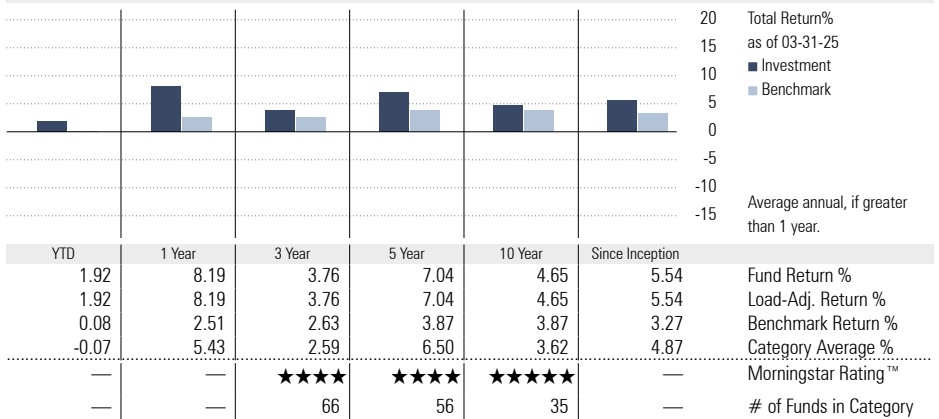 20 Total Return%
15 as of 03-31-25
10 ■ Investment
5 ■ Benchmark
0
-5
-10
-15 Average annual, if greater
than 1 year.
YTD 1 Year 3 Year 5 Year 10 Year Since Inception
1.92 8.19 3.76 7.04 4.65 5.54 Fund Return %
1.92 8.19 3.76 7.04 4.65 5.54 Load-Adj. Return %
0.08 2.51 2.63 3.87 3.87 3.27 Benchmark Return %
-0.07 5.43 2.59 6.50 3.62 4.87 Category Average %
— — ★★★★ ★★★★ ★★★★★ — Morningstar Rating™
— — 66 56 35 — # of Funds in Category